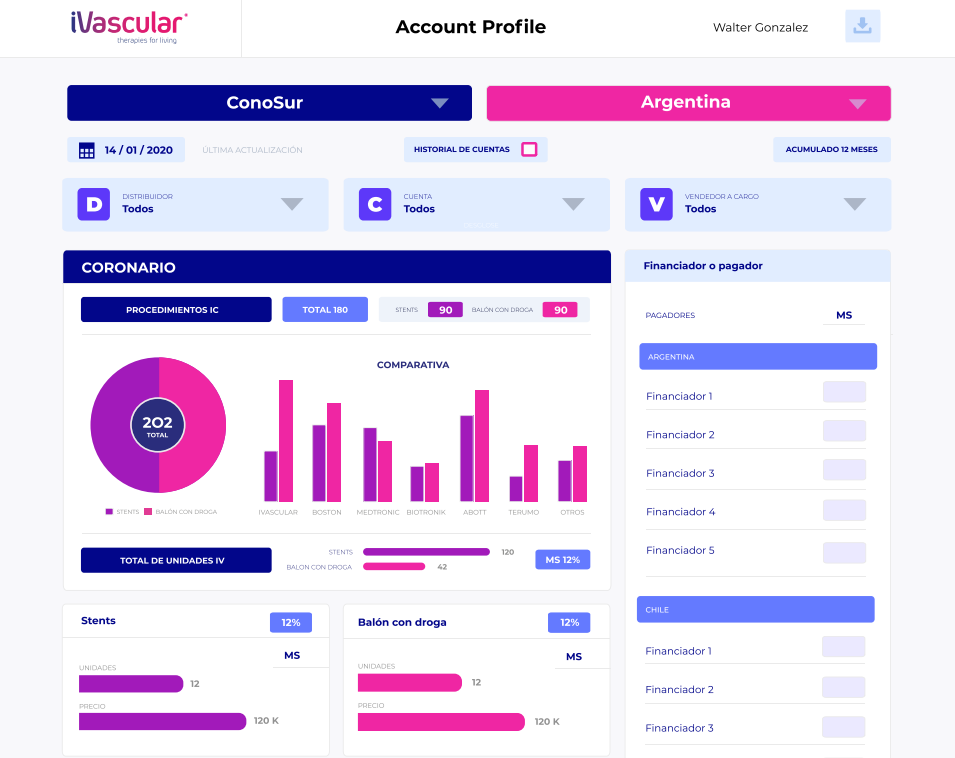 iVascular
therapies for living
Account Profile
Walter Gonzalez
ConoSur
Argentina
14 / 01 / 2020
ÚLTIMA ACTUALIZACIÓN
HISTORIAL DE CUENTAS
ACUMULADO 12 MESES
D
DISTRIBUIDOR
Todos
C
CUENTA
Todos
V
VENDEDOR A CARGO
Todos
CORONARIO
PROCEDIMIENTOS IC
TOTAL 180
STENTS
90
BALÓN CON DROGA
90
COMPARATIVA
202
TOTAL
STENTS
BALÓN CON DROGA
IVASCULAR
BOSTON
MEDTRONIC
BIOTRONIK
ABOTT
TERUMO
OTROS
TOTAL DE UNIDADES IV
STENTS
120
BALON CON DROGA
42
MS 12%
Stents
12%
MS
UNIDADES
12
PRECIO
120 K
Balón con droga
12%
MS
UNIDADES
12
PRECIO
120 K
Financiador o pagador
PAGADORES
MS
ARGENTINA
Financiador 1
Financiador 2
Financiador 3
Financiador 4
Financiador 5
CHILE
Financiador 1
Financiador 2
Financiador 3